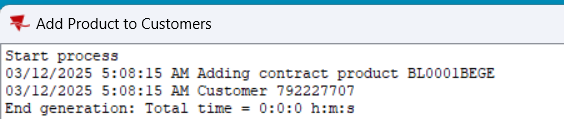 Add Product to Customers
Start process
03/12/2025 5:08:15 AM Adding contract product BL0001BEGE
03/12/2025 5:08:15 AM Customer 792227707
End generation: Total time = 0:0:0 h:m:s